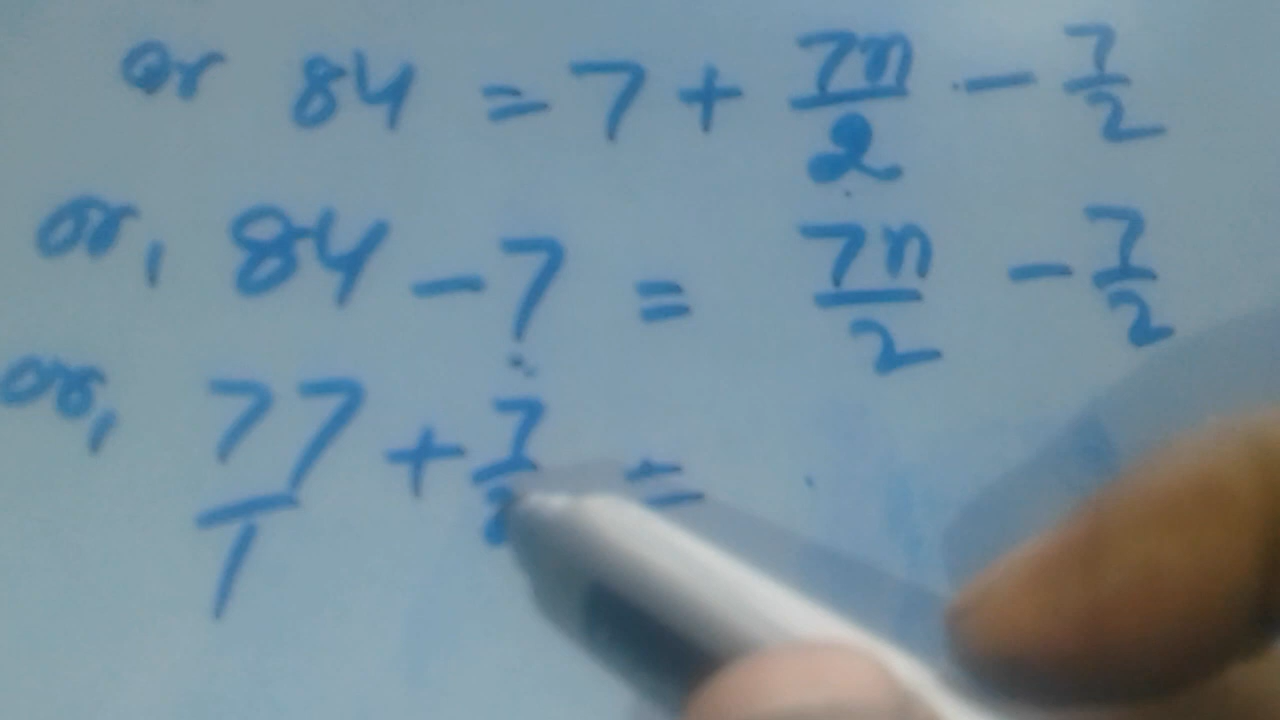 or 84 = 7 + 7n/2 - 7/2
or, 84 - 7 = 7n/2 - 7/2
or, 77/1 + 7/2 =